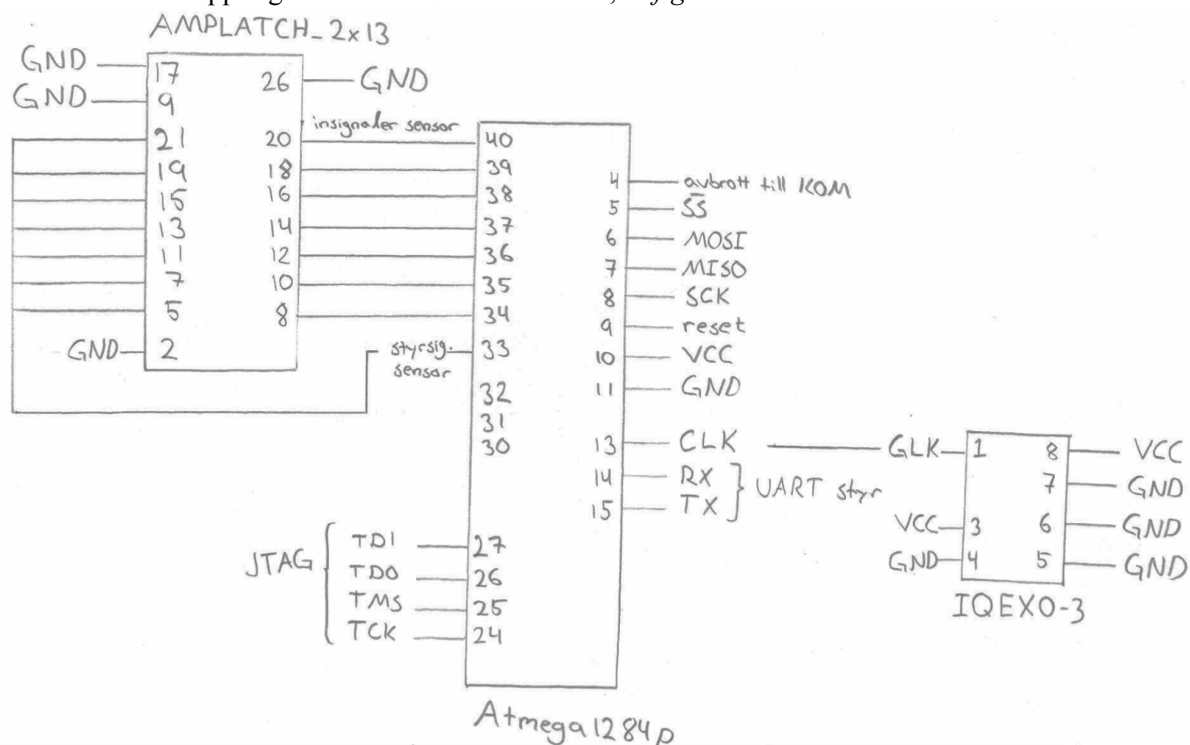 AMPLATCH_2x13
GND 17
GND 9
21
19
15
13
11
7
5
GND 2
26 GND
20 insignaler sensor 40
18 39
16 38
14 37
12 36
10 35
8 34
styrsig. 33
sensor
32
31
30
4 avbrott till KOM
5 SS
6 MOSI
7 MISO
8 SCK
9 reset
10 VCC
11 GND
13 CLK
14 RX
15 TX
UART styr
JTAG
TDI 27
TDO 26
TMS 25
TCK 24
Atmega1284p
1
VCC 3
GND 4
8 VCC
7 GND
6 GND
5 GND
IQEXO-3